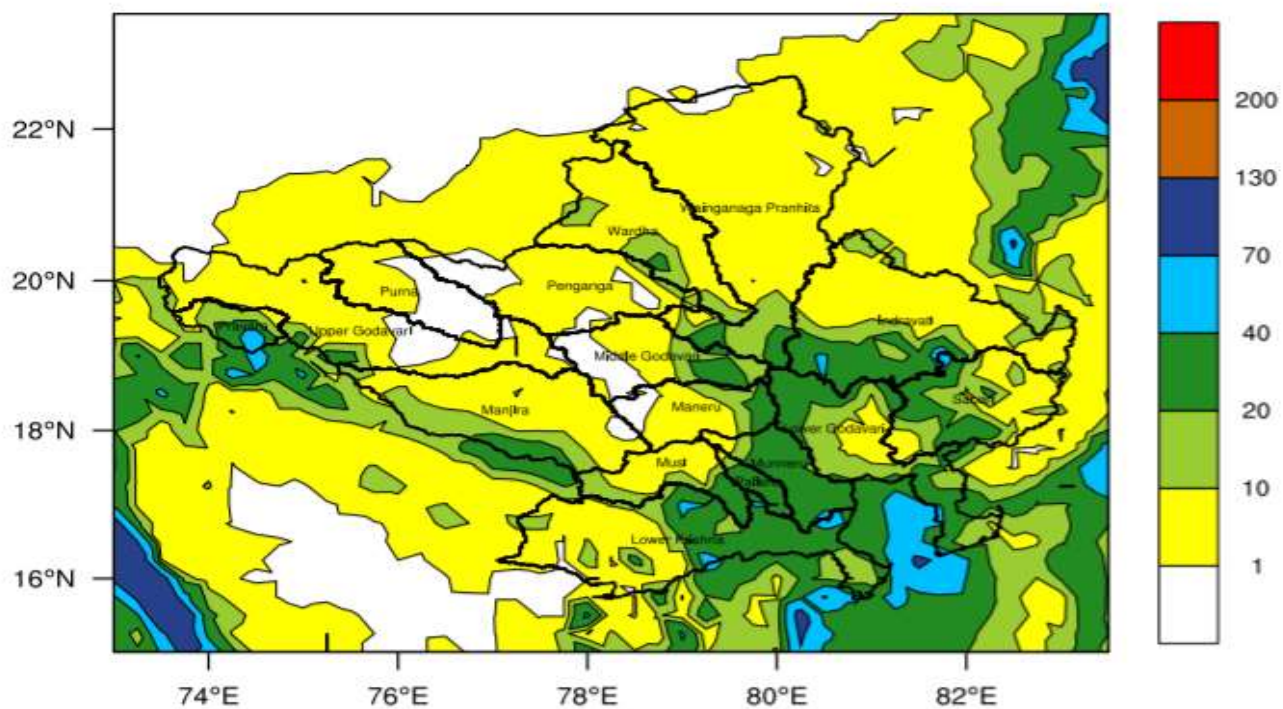 22°N
20°N
18°N
16°N
74°E
76°E
78°E
80°E
82°E
Wainganaga Pranhita
Wardha
Purna
Penganga
Upper Godavari
Indravati
Middle Godavari
Manjira
Maneru
Sabari
Lower Godavari
Musi
Munneru
Lower Krishna
200
130
70
40
20
10
1